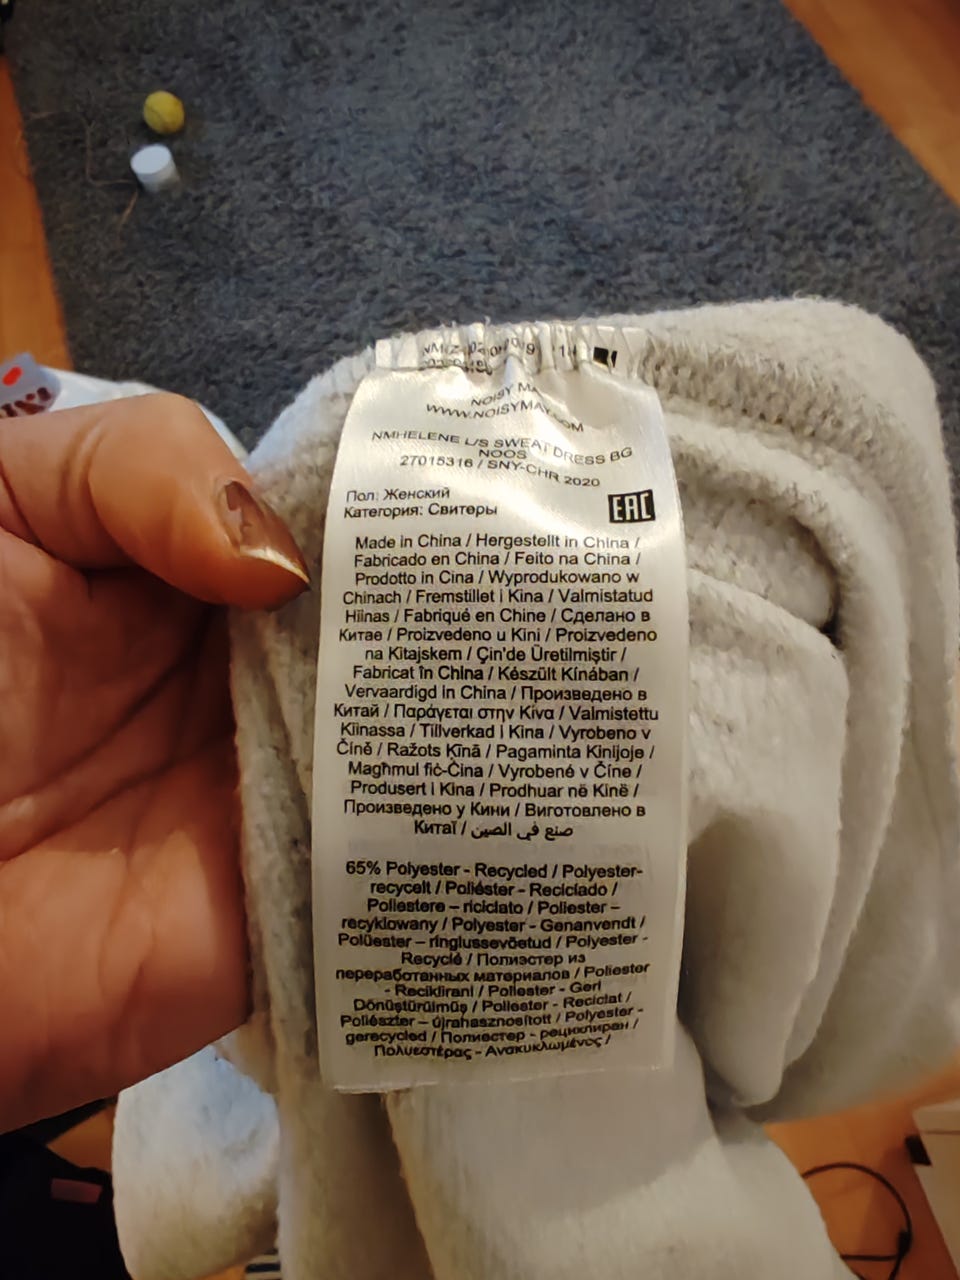 NOISY MAY
WWW.NOISYMAY.COM
NMHELENE L/S SWEAT DRESS BG
NOOS
27015316 / SNY-CHR 2020
Пол: Женский
Категория: Свитеры
EAC
Made in China / Hergestellt in China /
Fabricado en China / Feito na China /
Prodotto in Cina / Wyprodukowano w
Chinach / Fremstillet i Kina / Valmistatud
Hiinas / Fabriqué en Chine / Сделано в
Китае / Proizvedeno u Kini / Proizvedeno
na Kitajskem / Çin'de Üretilmiştir /
Fabricat în China / Készült Kínában /
Vervaardigd in China / Произведено в
Китай / Παράγεται στην Κίνα / Valmistettu
Kiinassa / Tillverkad i Kina / Vyrobeno v
Číně / Ražots Ķīnā / Pagaminta Kinijoje /
Magħmul fiċ-Ċina / Vyrobené v Číne /
Produsert i Kina / Prodhuar në Kinë /
Произведено у Кини / Виготовлено в
Китаї / صنع في الصين
65% Polyester - Recycled / Polyester-
recycelt / Poliéster - Reciclado /
Poliestere – riciclato / Poliester –
recyklowany / Polyester - Genanvendt /
Polüester – ringlussevõetud / Polyester -
Recyclé / Полиэстер из
переработанных материалов / Poliester
- Reciklirani / Poliester - Geri
Dönüştürülmüş / Poliester - Reciclat /
Poliészter – újrahasznosított / Polyester -
gerecycled / Полиестер - рециклиран /
Πολυεστέρας - Ανακυκλωμένος /